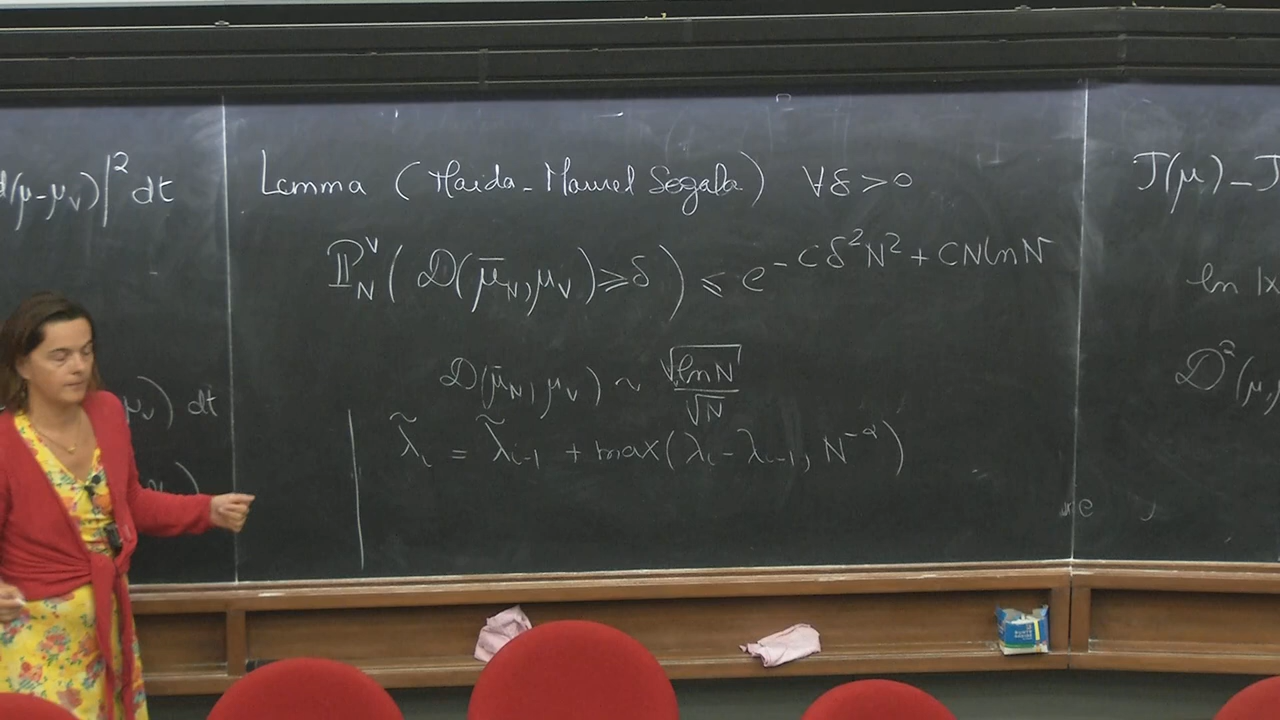 d(μ-μ_V)|² dt
μ_V) dt
Lemma (Maida-Maurel Segala) ∀δ>0
ℙ_N^V( 𝒟(μ̄_N, μ_V) ⩾ δ ) ⩽ e^{-Cδ²N² + CN ln N}
𝒟(μ̄_N, μ_V) ~ √(ln N) / √N
λ̃_i = λ̃_{i-1} + max(λ_i - λ_{i-1}, N^{-α})
J(μ) - J
ln |x
𝒟²(μ,